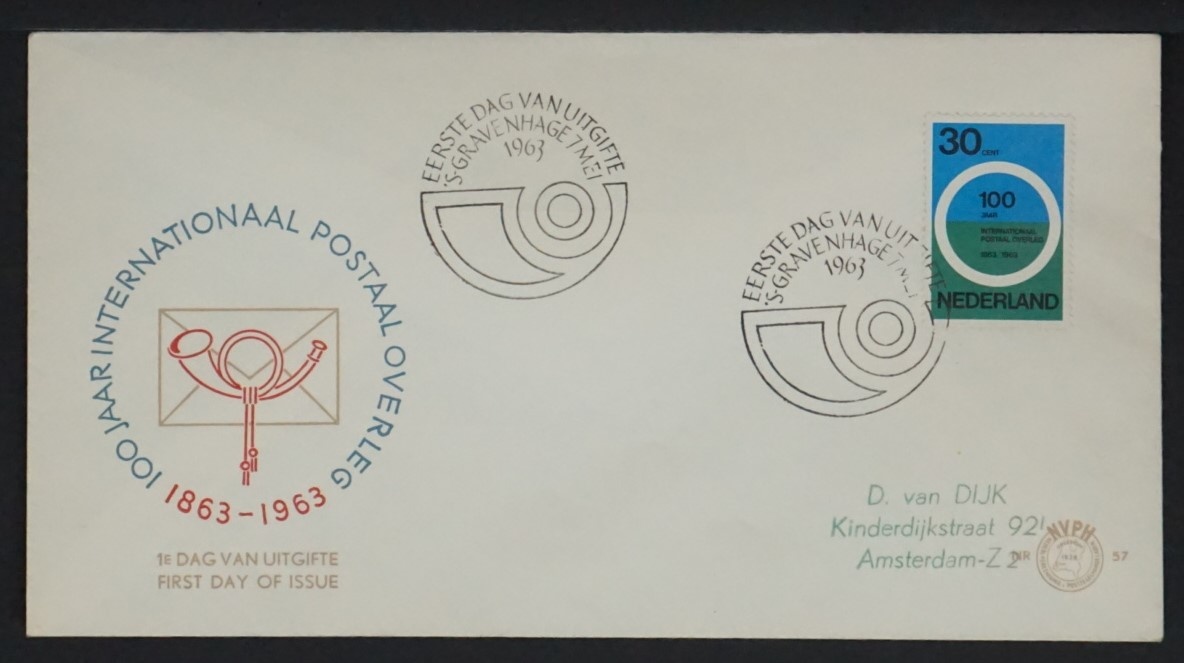 100 JAAR INTERNATIONAAL POSTAAL OVERLEG
1863-1963
1E DAG VAN UITGIFTE
FIRST DAY OF ISSUE
EERSTE DAG VAN UITGIFTE
'S-GRAVENHAGE 7 MEI
1963
EERSTE DAG VAN UITGIFTE
'S-GRAVENHAGE 7 MEI
1963
30 CENT
100
JAAR
INTERNATIONAAL
POSTAAL OVERLEG
1863/1963
NEDERLAND
D. van DIJK
Kinderdijkstraat 92I
Amsterdam-Z 2
NVPH
NR 57